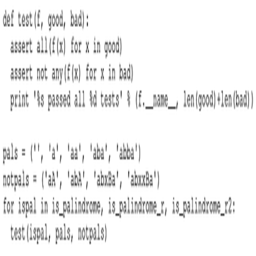 def test(f, good, bad):
  assert all(f(x) for x in good)
  assert not any(f(x) for x in bad)
  print '%s passed all %d tests' % (f.__name__, len(good)+len(bad))

pals = ('', 'a', 'aa', 'aba', 'abba')
notpals = ('aA', 'abA', 'abxBa', 'abxxBa')
for ispal in is_palindrome, is_palindrome_r, is_palindrome_r2:
  test(ispal, pals, notpals)